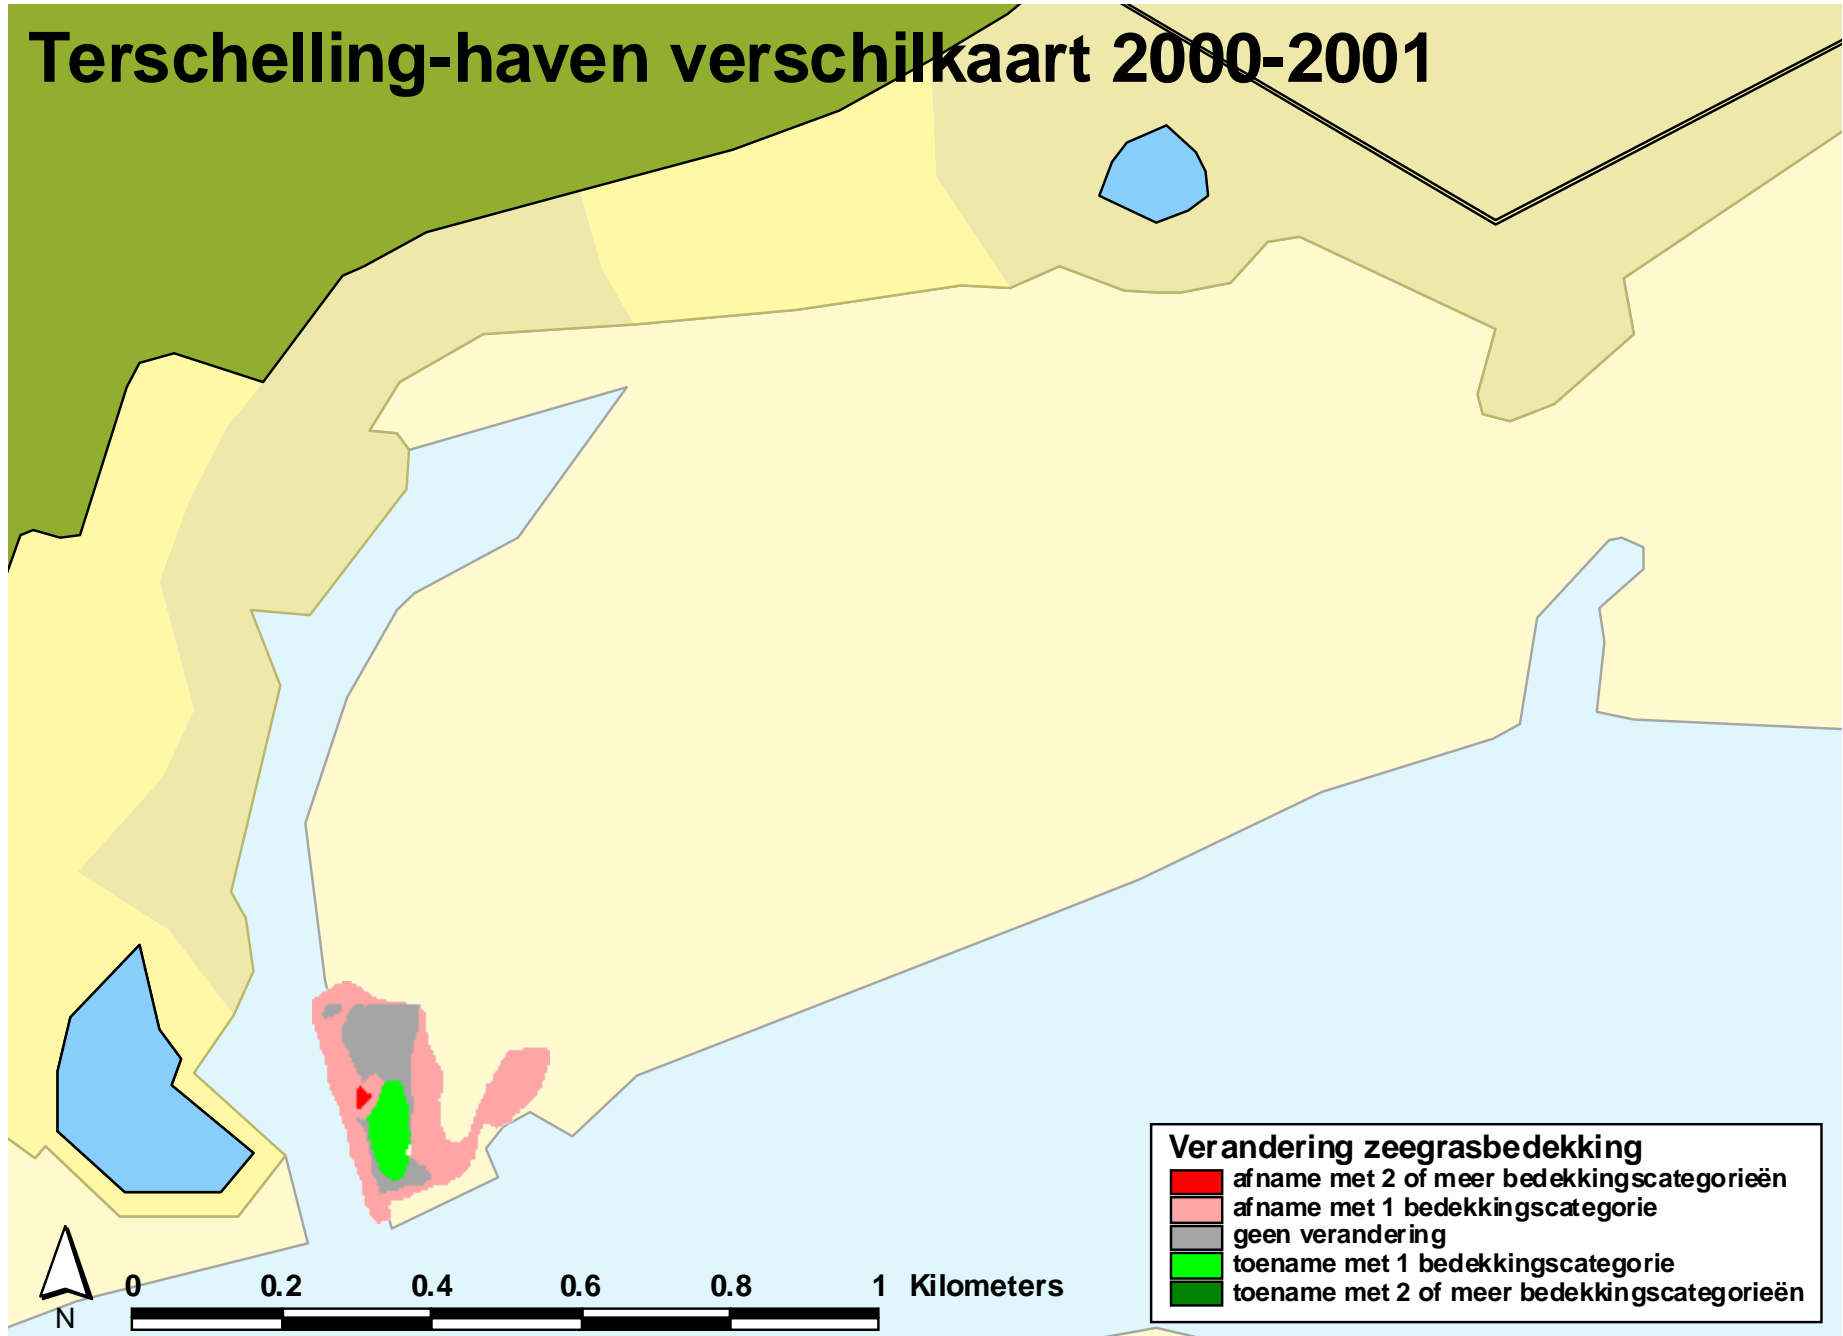 Terschelling-haven verschilkaart 2000-2001
Verandering zeegrasbedekking
afname met 2 of meer bedekkingscategorieën
afname met 1 bedekkingscategorie
geen verandering
toename met 1 bedekkingscategorie
toename met 2 of meer bedekkingscategorieën
0 0.2 0.4 0.6 0.8 1 Kilometers
N